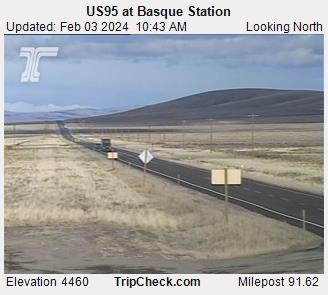 US95 at Basque Station
Updated: Feb 03 2024 10:43 AM Looking North
Elevation 4460 TripCheck.com Milepost 91.62